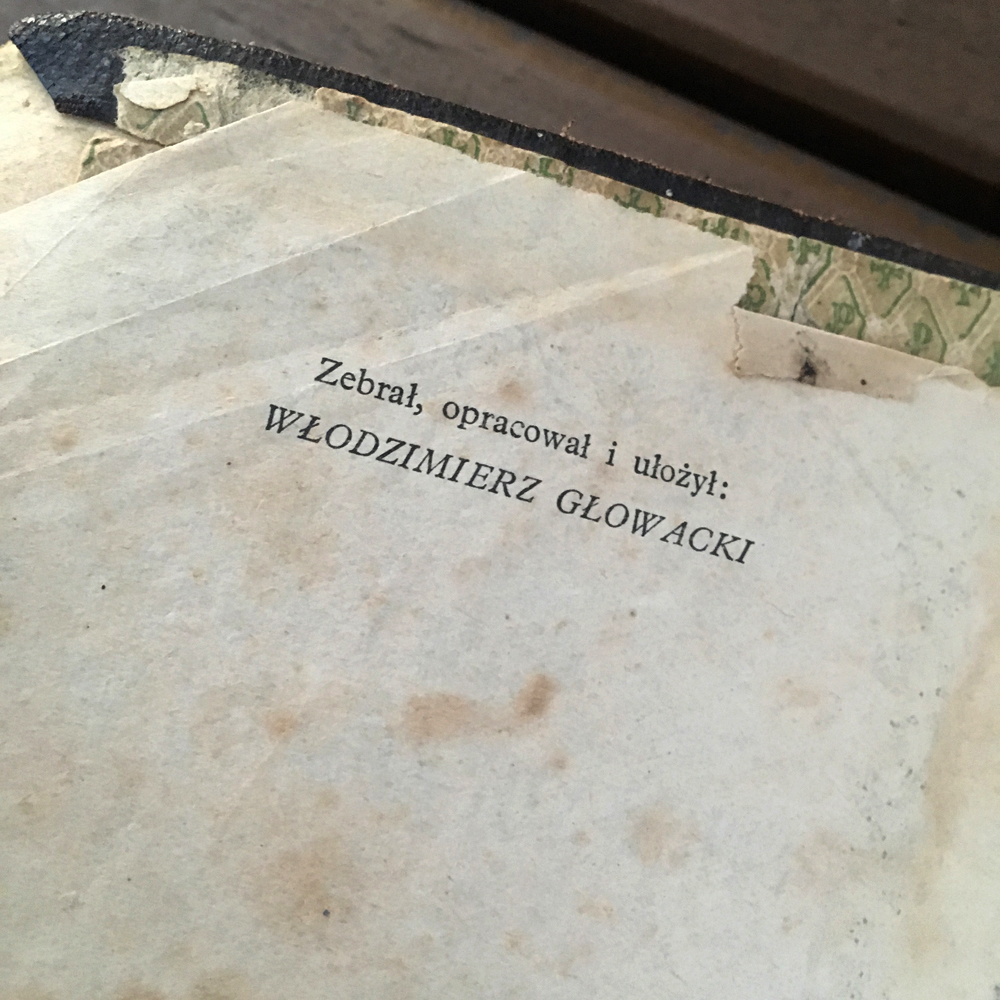 Zebrał, opracował i ułożył:
WŁODZIMIERZ GŁOWACKI